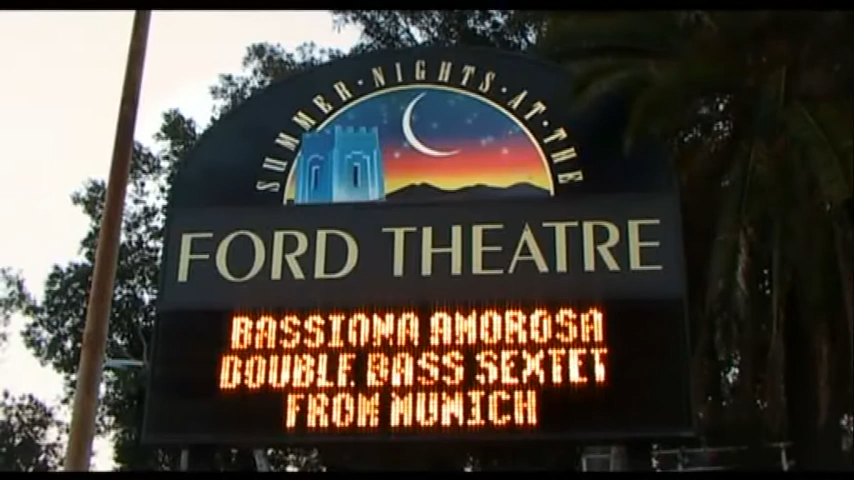 SUMMER·NIGHTS·AT·THE
FORD THEATRE
BASSIONA AMOROSA
DOUBLE BASS SEXTET
FROM MUNICH